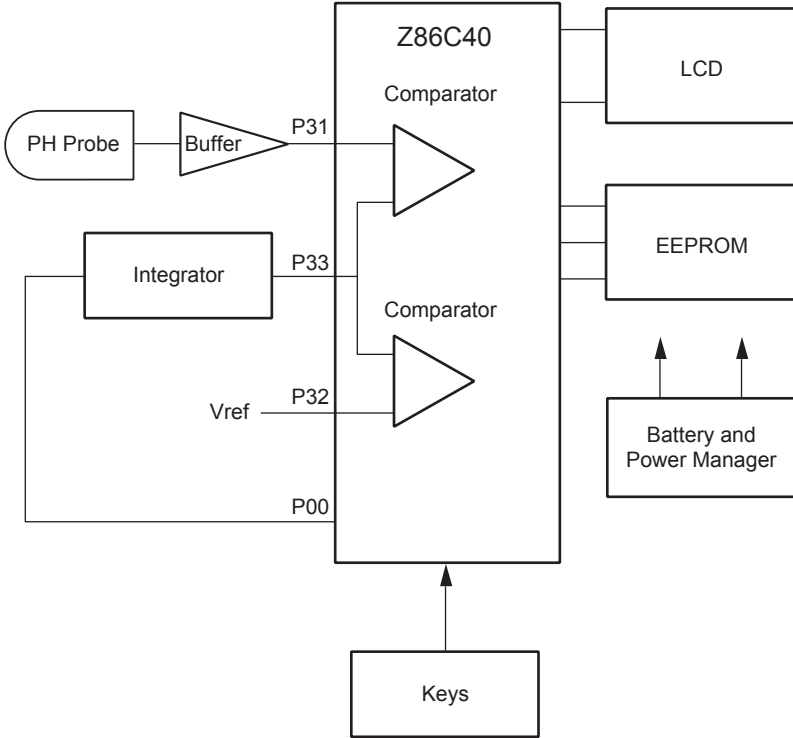 Z86C40
LCD
Comparator
P31
PH Probe
Buffer
EEPROM
P33
Integrator
Comparator
P32
Vref
Battery and
Power Manager
P00
Keys